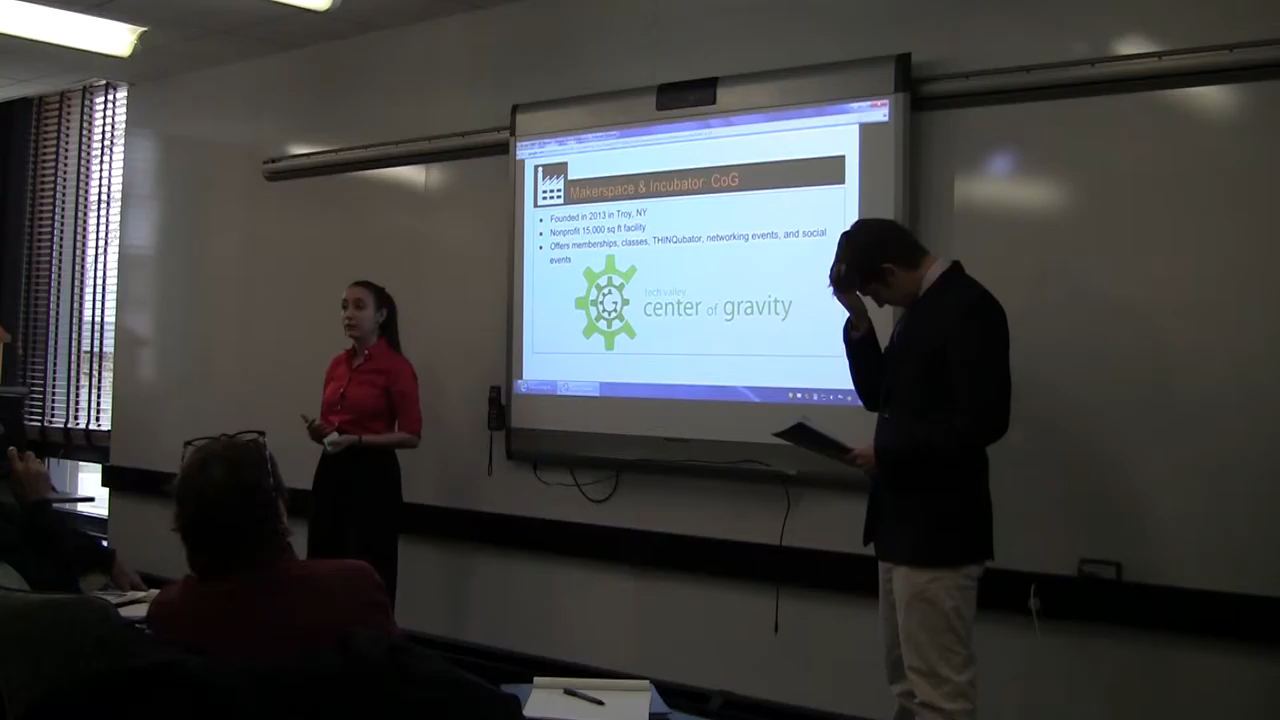 Makerspace & Incubator: CoG
Founded in 2013 in Troy, NY
Nonprofit 15,000 sq ft facility
Offers memberships, classes, THINQubator, networking events, and social
events
tech valley
center of gravity